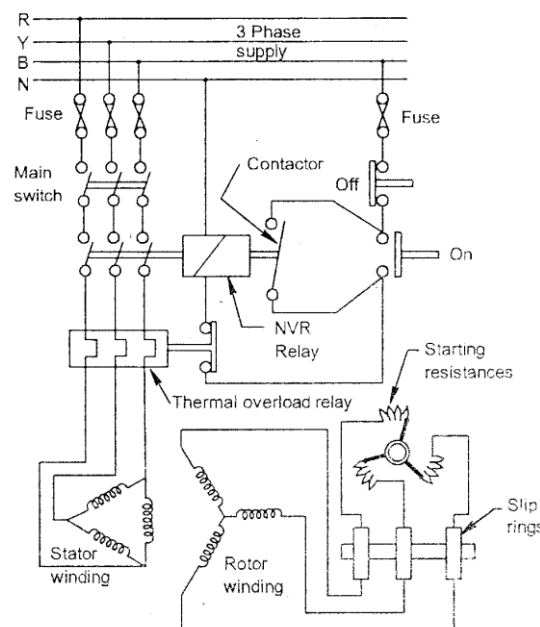 R
Y
B
N
3 Phase
supply
Fuse
Fuse
Contactor
Main
switch
Off
On
NVR
Relay
Starting
resistances
Thermal overload relay
Slip
rings
Stator
winding
Rotor
winding